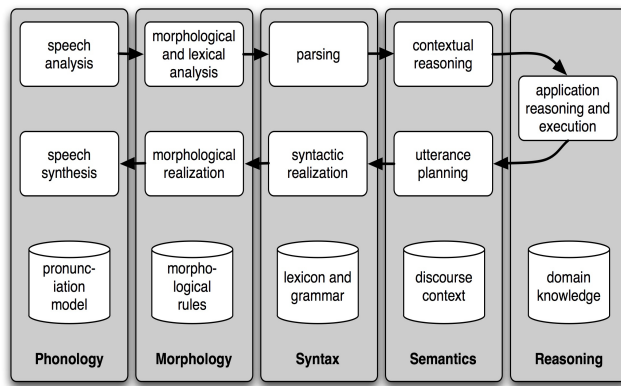 speech
analysis
morphological
and lexical
analysis
parsing
contextual
reasoning
application
reasoning and
execution
speech
synthesis
morphological
realization
syntactic
realization
utterance
planning
pronunc-
iation
model
morpho-
logical
rules
lexicon and
grammar
discourse
context
domain
knowledge
Phonology
Morphology
Syntax
Semantics
Reasoning